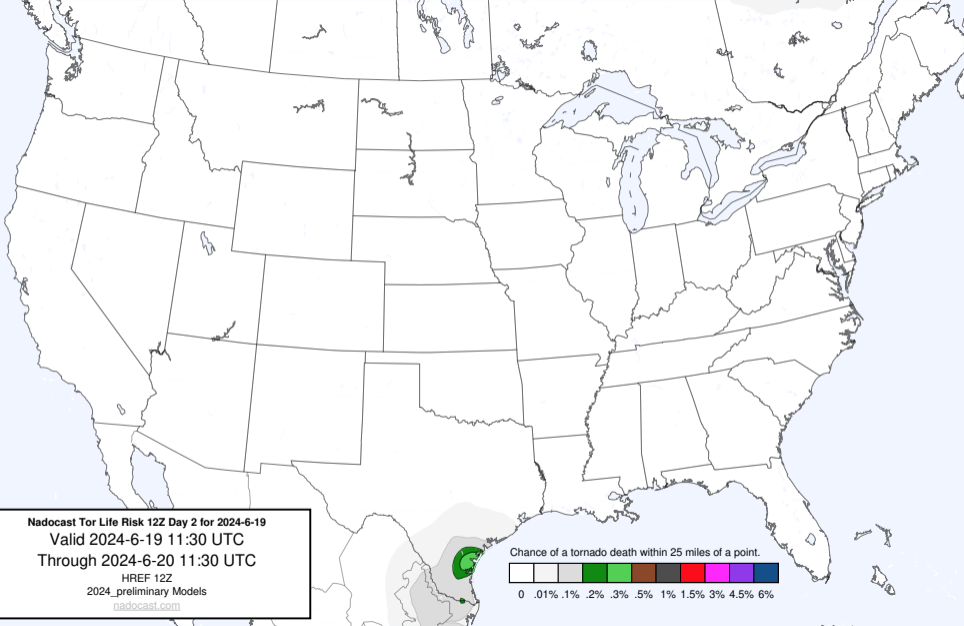 Nadocast Tor Life Risk 12Z Day 2 for 2024-6-19
Valid 2024-6-19 11:30 UTC
Through 2024-6-20 11:30 UTC
HREF 12Z
2024_preliminary Models
nadocast.com
Chance of a tornado death within 25 miles of a point.
0 .01% .1% .2% .3% .5% 1% 1.5% 3% 4.5% 6%